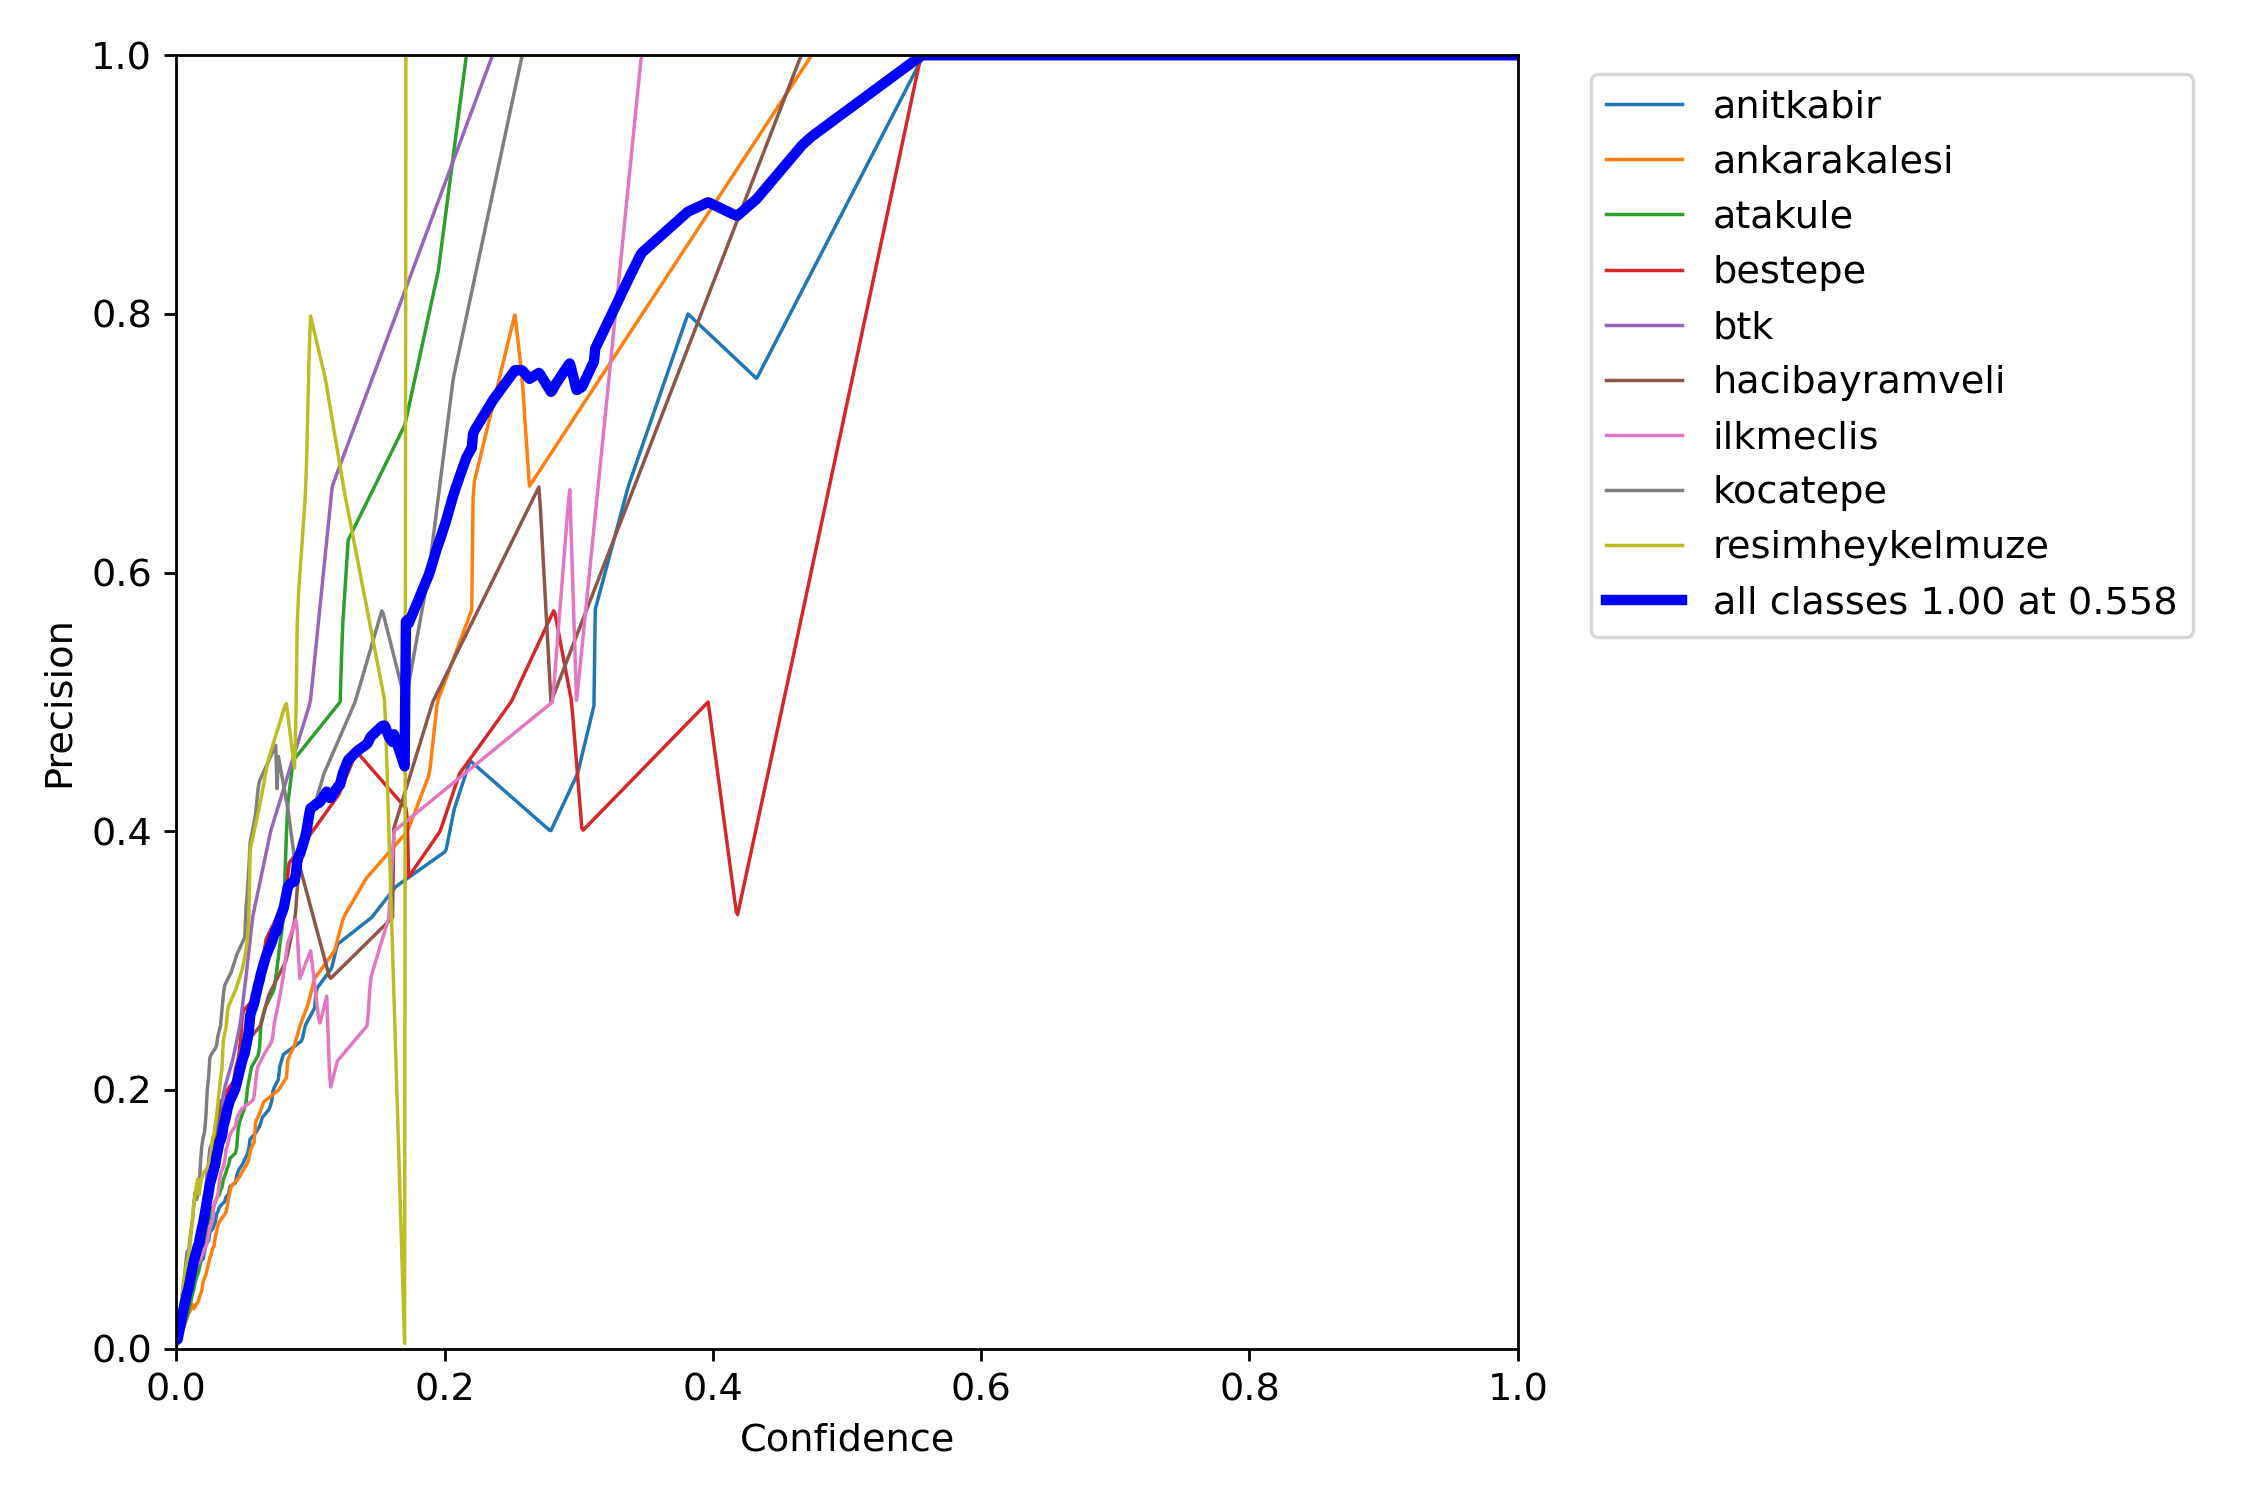 1.0
0.8
0.6
0.4
0.2
0.0
Precision
0.0 0.2 0.4 0.6 0.8 1.0
Confidence
anitkabir
ankarakalesi
atakule
bestepe
btk
hacibayramveli
ilkmeclis
kocatepe
resimheykelmuze
all classes 1.00 at 0.558